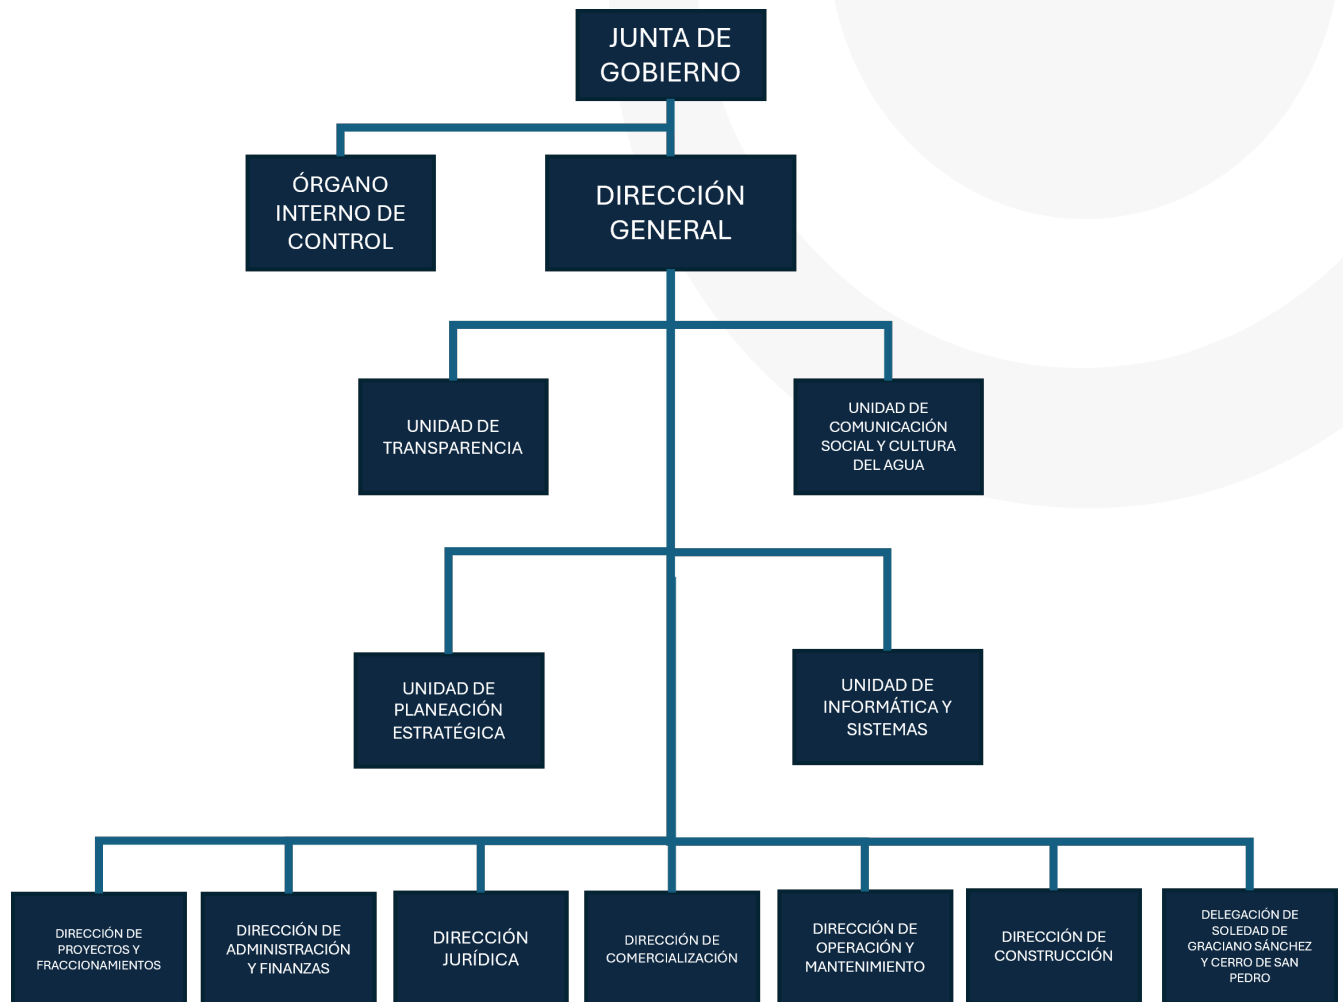 JUNTA DE
GOBIERNO
ÓRGANO
INTERNO DE
CONTROL
DIRECCIÓN
GENERAL
UNIDAD DE
TRANSPARENCIA
UNIDAD DE
COMUNICACIÓN
SOCIAL Y CULTURA
DEL AGUA
UNIDAD DE
PLANEACIÓN
ESTRATÉGICA
UNIDAD DE
INFORMÁTICA Y
SISTEMAS
DIRECCIÓN DE
PROYECTOS Y
FRACCIONAMIENTOS
DIRECCIÓN DE
ADMINISTRACIÓN
Y FINANZAS
DIRECCIÓN
JURÍDICA
DIRECCIÓN DE
COMERCIALIZACIÓN
DIRECCIÓN DE
OPERACIÓN Y
MANTENIMIENTO
DIRECCIÓN DE
CONSTRUCCIÓN
DELEGACIÓN DE
SOLEDAD DE
GRACIANO SÁNCHEZ
Y CERRO DE SAN
PEDRO